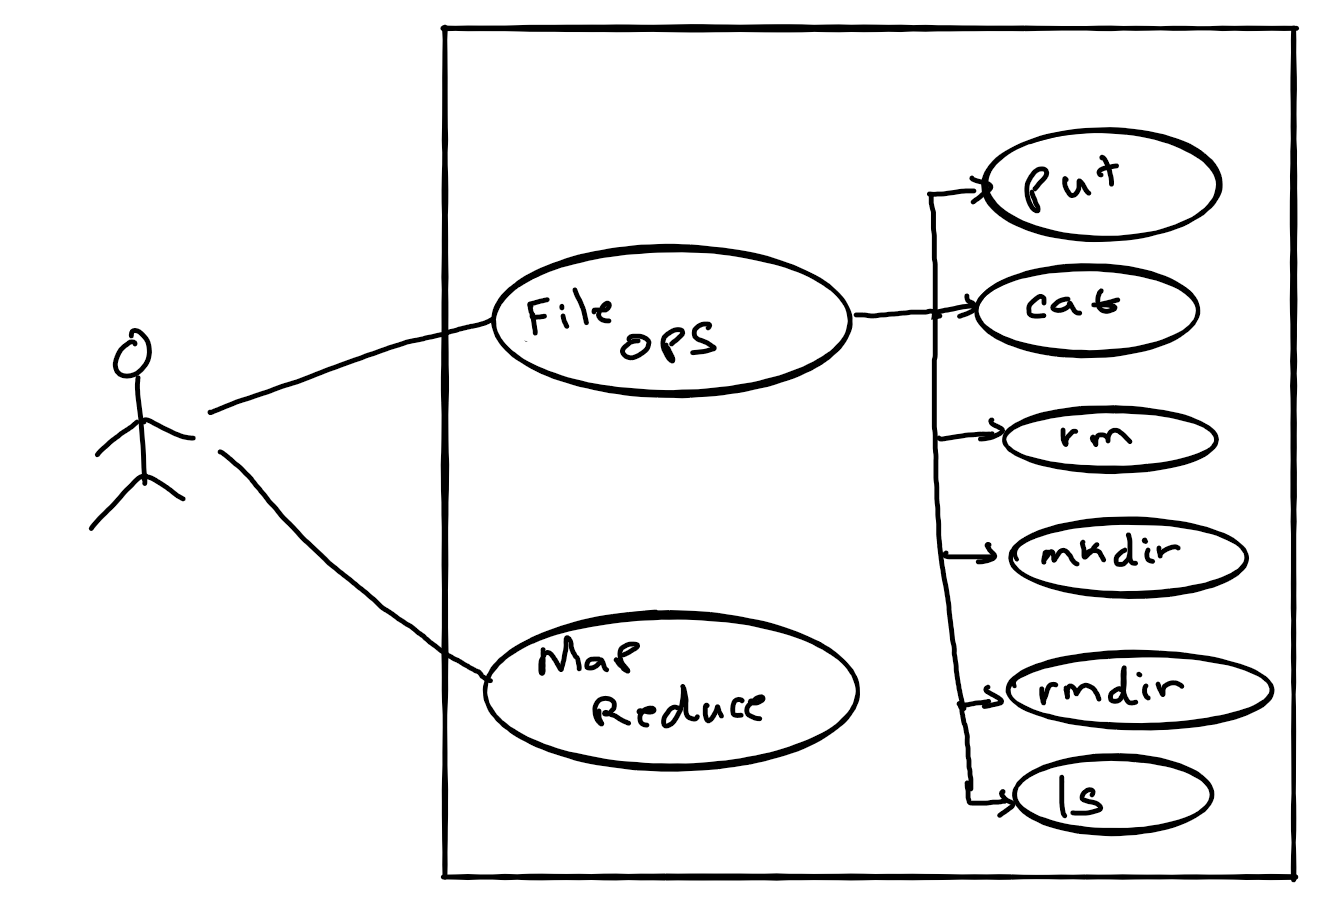 put
File
OPS
cat
rm
mkdir
Map
Reduce
rmdir
ls